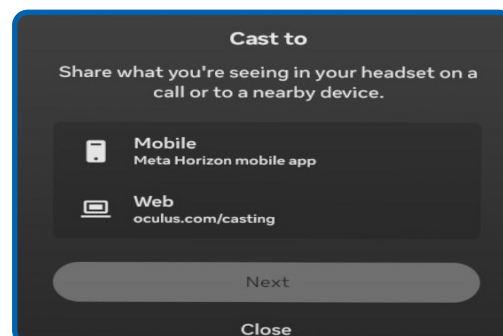 Cast to
Share what you're seeing in your headset on a
call or to a nearby device.
Mobile
Meta Horizon mobile app
Web
oculus.com/casting
Next
Close